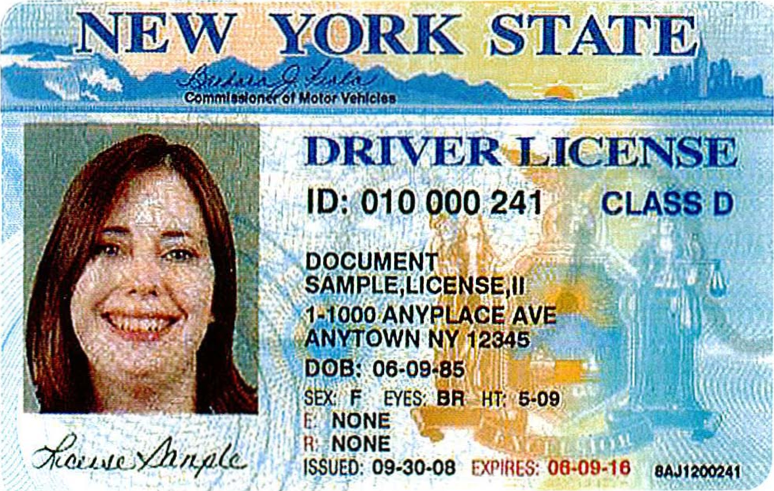 NEW YORK STATE
Barbara J. Fiala
Commissioner of Motor Vehicles
DRIVER LICENSE
ID: 010 000 241 CLASS D
DOCUMENT
SAMPLE,LICENSE,II
1-1000 ANYPLACE AVE
ANYTOWN NY 12345
DOB: 06-09-85
SEX: F EYES: BR HT: 5-09
E: NONE
R: NONE
ISSUED: 09-30-08 EXPIRES: 06-09-16
8AJ1200241
License Sample
EXCELSIOR